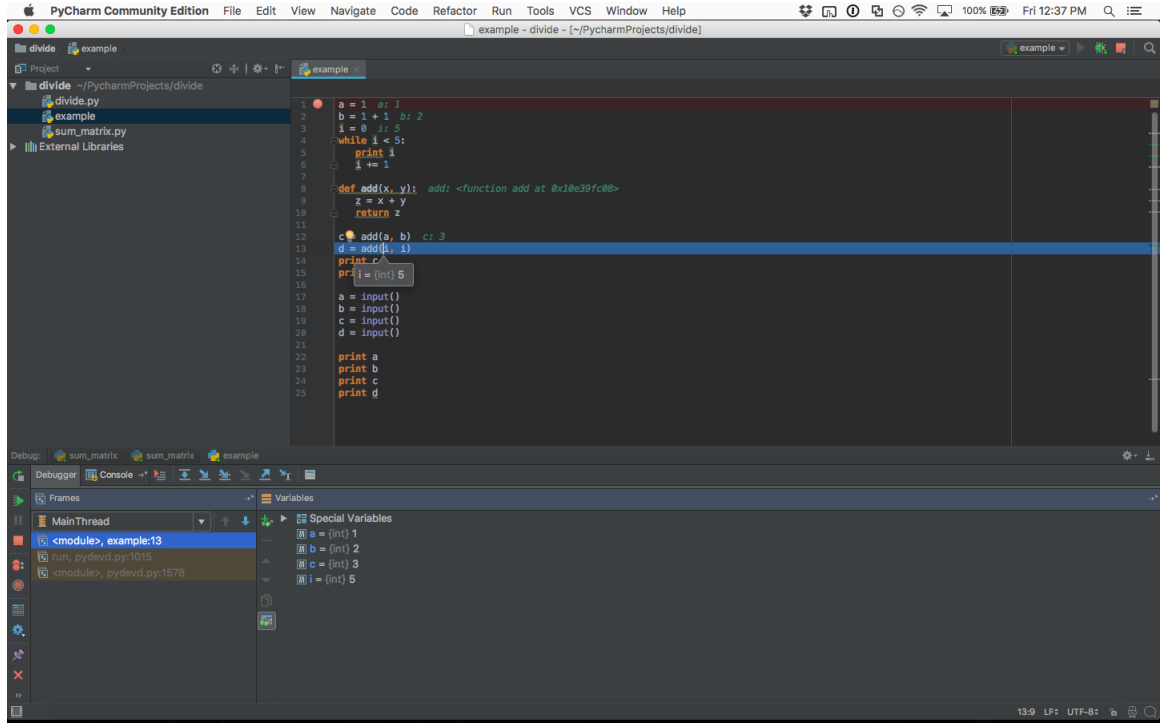 PyCharm Community Edition File Edit View Navigate Code Refactor Run Tools VCS Window Help 100% Fri 12:37 PM
example - divide - [~/PycharmProjects/divide]
divide example example
Project example
divide ~/PycharmProjects/divide
divide.py
example
sum_matrix.py
External Libraries
1 a = 1 a: 1
2 b = 1 + 1 b: 2
3 i = 0 i: 5
4 while i < 5:
5 print i
6 i += 1
7
8 def add(x, y): add: <function add at 0x10e39fc08>
9 z = x + y
10 return z
11
12 c = add(a, b) c: 3
13 d = add(i, i)
14 print c
15 pri
i = {int} 5
16
17 a = input()
18 b = input()
19 c = input()
20 d = input()
21
22 print a
23 print b
24 print c
25 print d
Debug: sum_matrix sum_matrix example
Debugger Console
Frames Variables
MainThread Special Variables
<module>, example:13
run, pydevd.py:1015
<module>, pydevd.py:1578
a = {int} 1
b = {int} 2
c = {int} 3
i = {int} 5
13:9 LF: UTF-8: